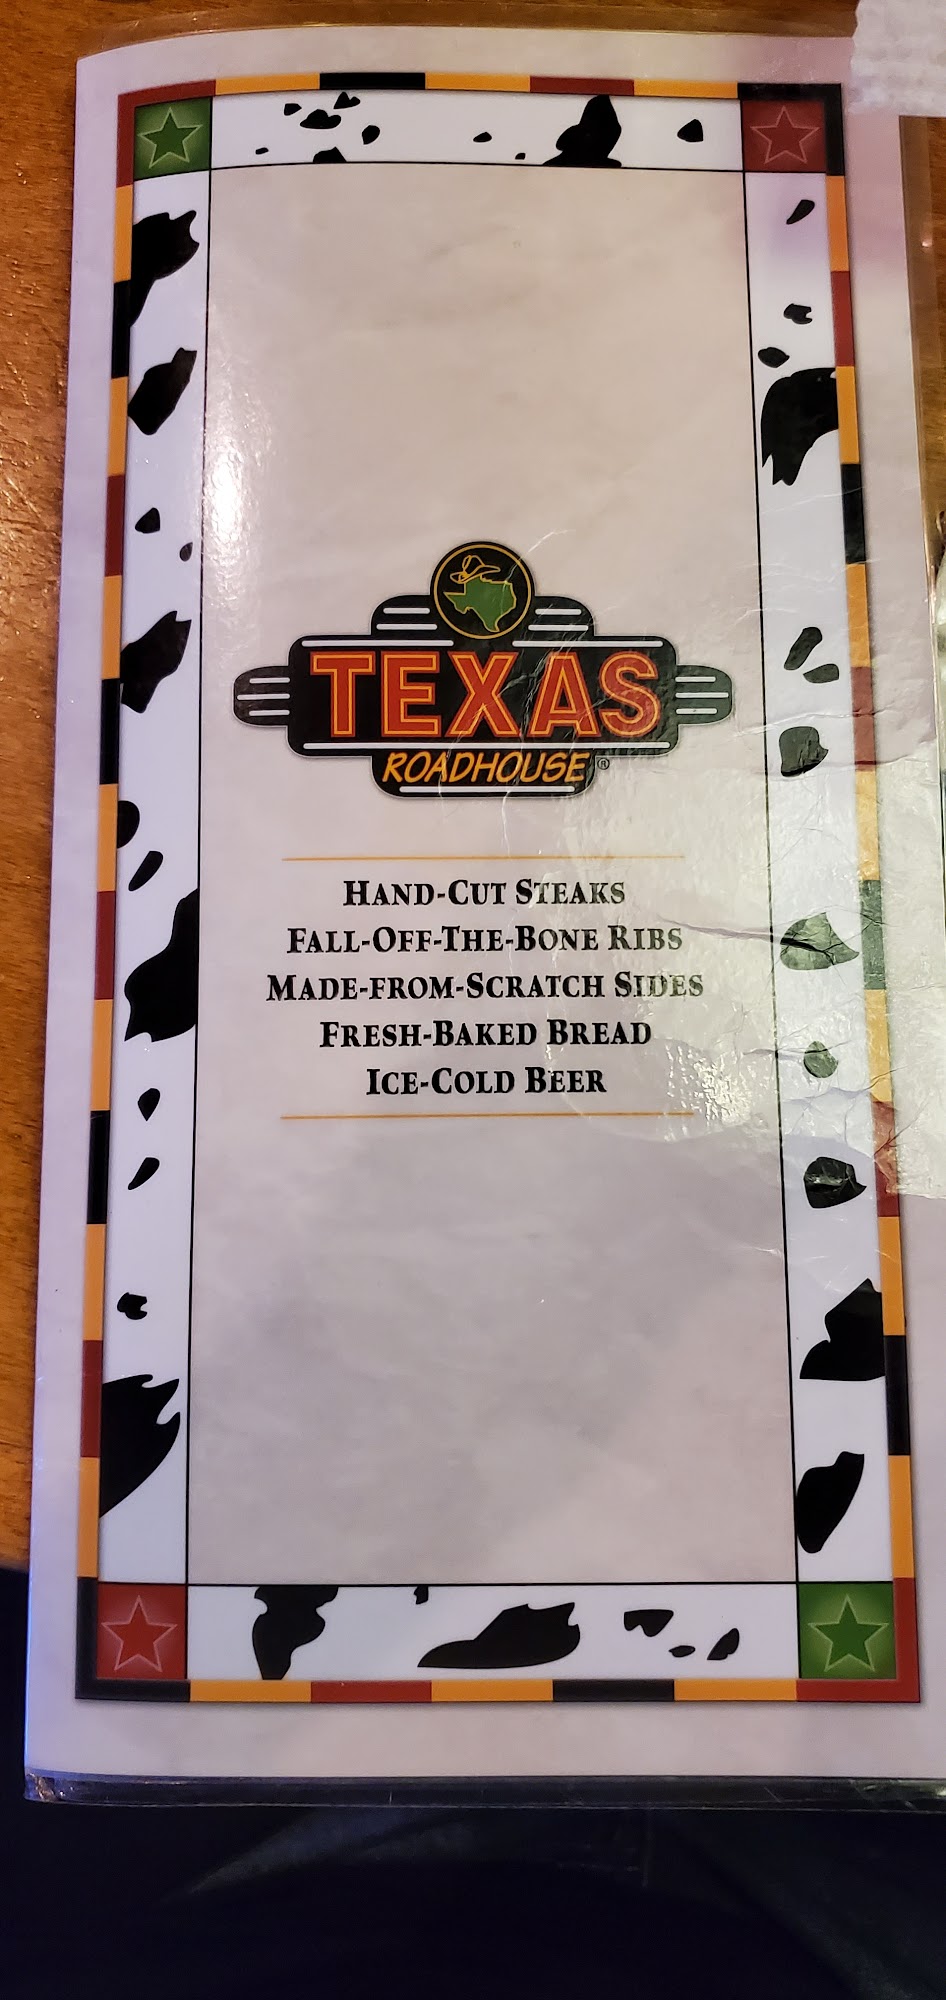 TEXAS
ROADHOUSE®
HAND-CUT STEAKS
FALL-OFF-THE-BONE RIBS
MADE-FROM-SCRATCH SIDES
FRESH-BAKED BREAD
ICE-COLD BEER